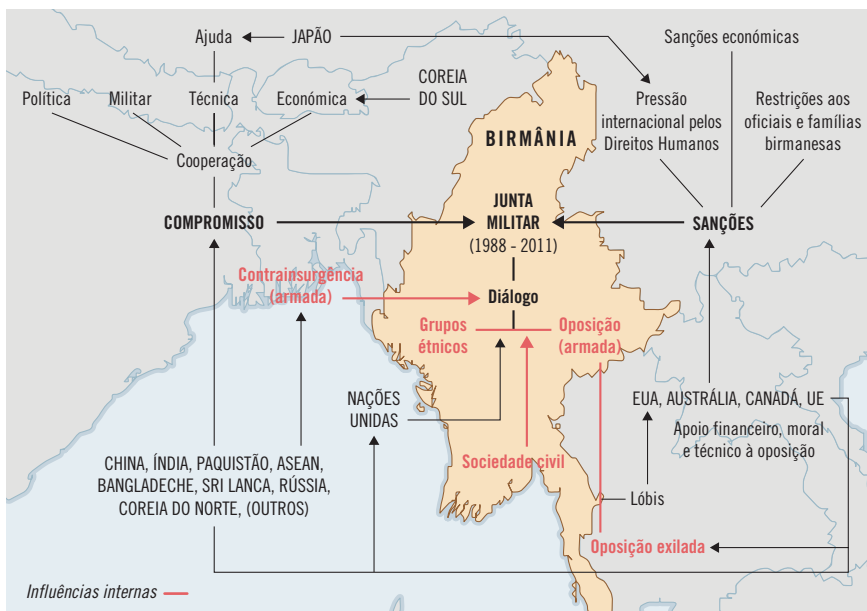 Ajuda
JAPÃO
Sanções económicas
Política
Militar
Técnica
Económica
COREIA
DO SUL
Pressão
internacional pelos
Direitos Humanos
Restrições aos
oficiais e famílias
birmanesas
BIRMÂNIA
Cooperação
COMPROMISSO
JUNTA
MILITAR
(1988 - 2011)
SANÇÕES
Contrainsurgência
(armada)
Diálogo
Grupos
étnicos
Oposição
(armada)
NAÇÕES
UNIDAS
EUA, AUSTRÁLIA, CANADÁ, UE
Apoio financeiro, moral
e técnico à oposição
CHINA, ÍNDIA, PAQUISTÃO, ASEAN,
BANGLADECHE, SRI LANCA, RÚSSIA,
COREIA DO NORTE, (OUTROS)
Sociedade civil
Lóbis
Oposição exilada
Influências internas